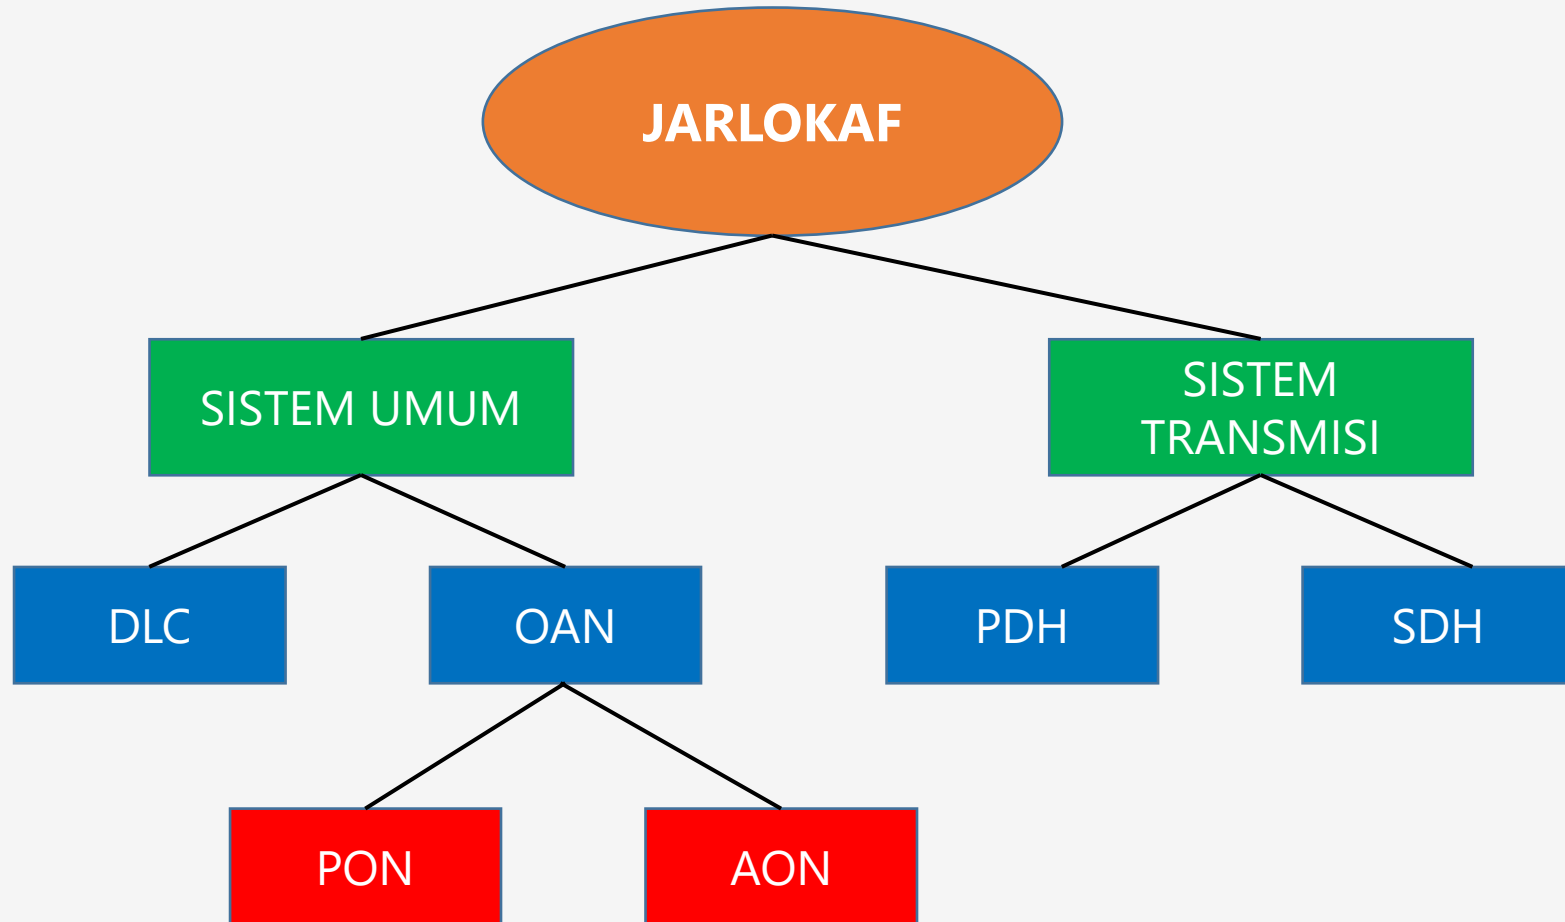 JARLOKAF
SISTEM UMUM
SISTEM
TRANSMISI
DLC
OAN
PDH
SDH
PON
AON